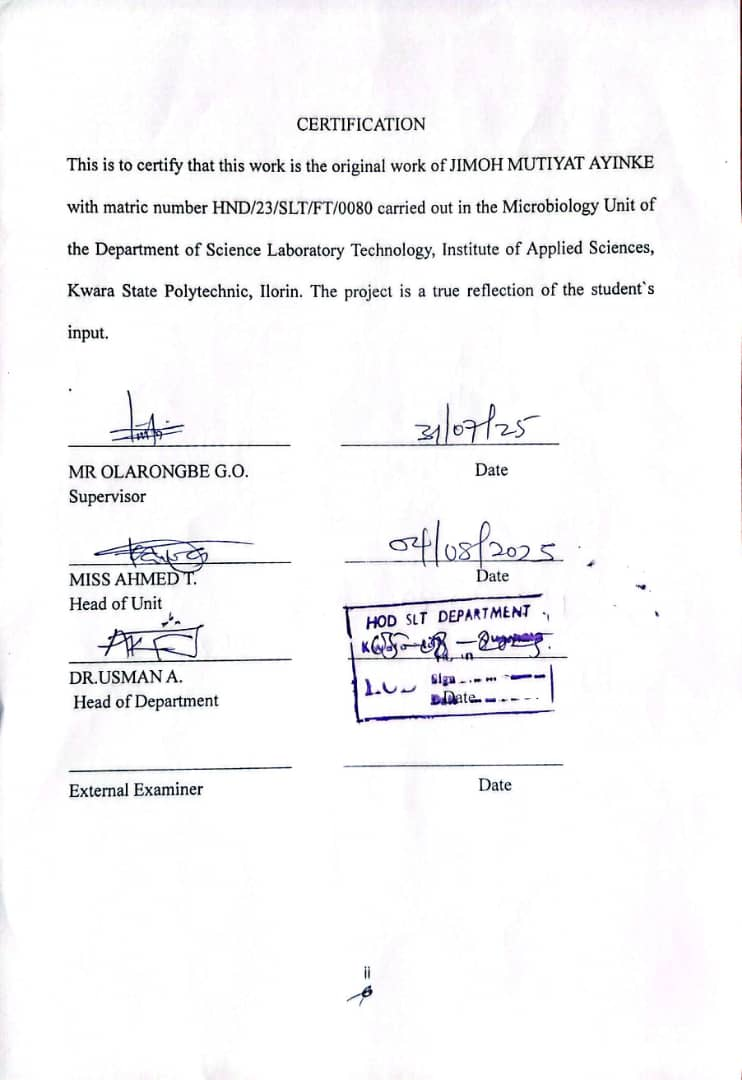 CERTIFICATION
This is to certify that this work is the original work of JIMOH MUTIYAT AYINKE
with matric number HND/23/SLT/FT/0080 carried out in the Microbiology Unit of
the Department of Science Laboratory Technology, Institute of Applied Sciences,
Kwara State Polytechnic, Ilorin. The project is a true reflection of the student`s
input.
31/07/25
MR OLARONGBE G.O. Date
Supervisor
04/08/2025
MISS AHMED T. Date
Head of Unit
HOD SLT DEPARTMENT
DR.USMAN A. Sign
Head of Department Date
External Examiner Date
ii